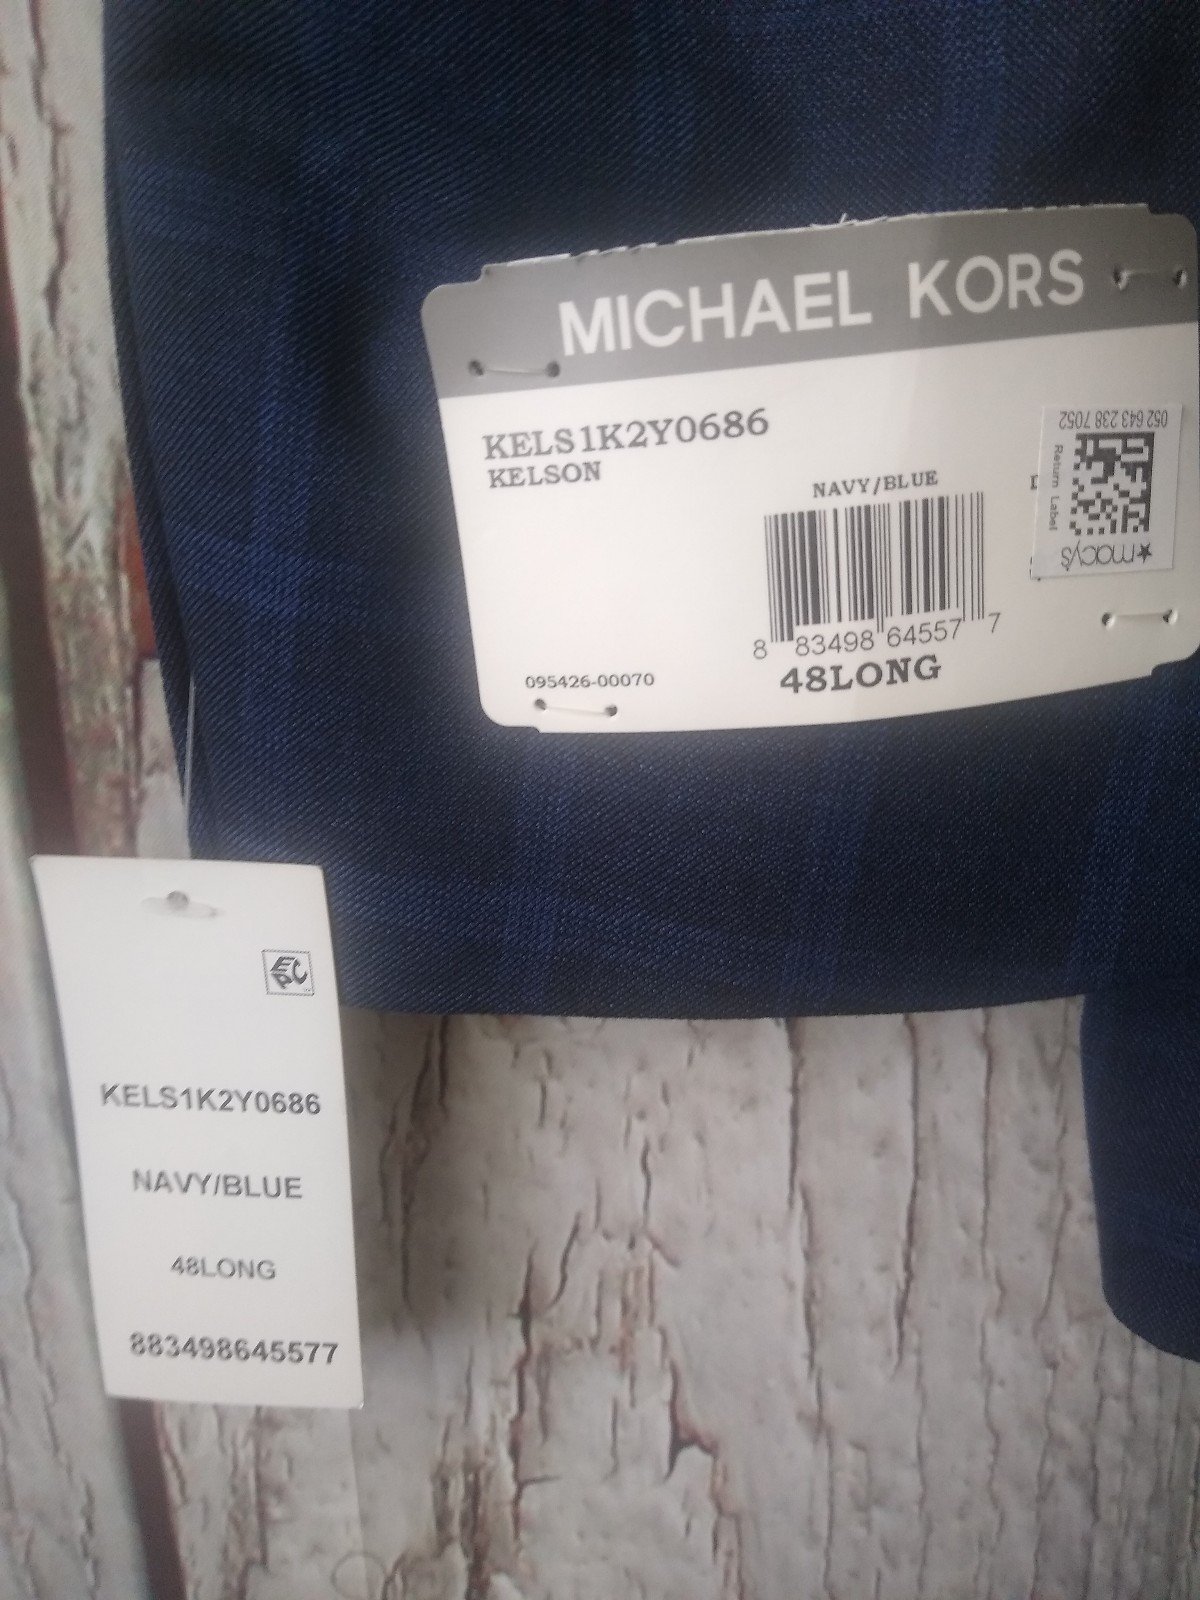 MICHAEL KORS
KELS1K2Y0686
KELSON
NAVY/BLUE
8 83498 64557 7
48LONG
095426-00070
052 643 238 7052
Return Label
★macy's
EPC
KELS1K2Y0686
NAVY/BLUE
48LONG
883498645577